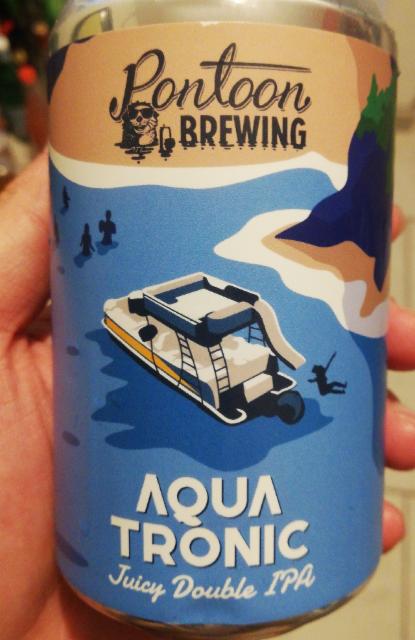 Pontoon
BREWING
AQUA
TRONIC
Juicy Double IPA